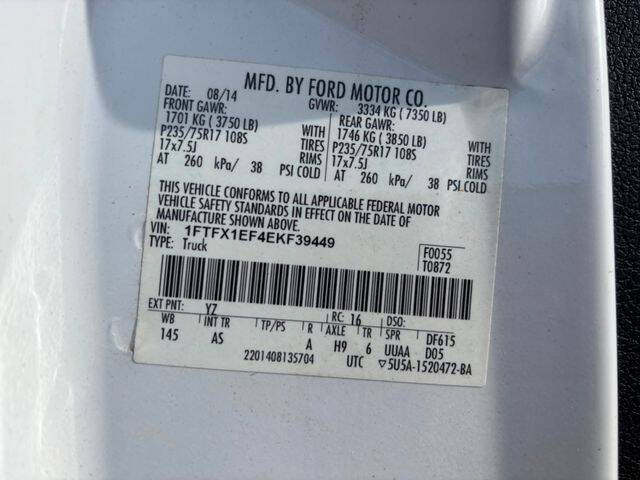 MFD. BY FORD MOTOR CO.
DATE: 08/14 GVWR: 3334 KG ( 7350 LB)
FRONT GAWR: REAR GAWR:
1701 KG ( 3750 LB) WITH 1746 KG ( 3850 LB) WITH
P235/75R17 108S TIRES P235/75R17 108S TIRES
17x7.5J RIMS 17x7.5J RIMS
AT 260 kPa/ 38 PSI COLD AT 260 kPa/ 38 PSI COLD
THIS VEHICLE CONFORMS TO ALL APPLICABLE FEDERAL MOTOR
VEHICLE SAFETY STANDARDS IN EFFECT ON THE DATE OF
MANUFACTURE SHOWN ABOVE.
VIN: 1FTFX1EF4EKF39449 F0055
TYPE: Truck T0872
EXT PNT: YZ RC: 16 DSO:
WB INT TR TP/PS R AXLE TR SPR DF615
145 AS A H9 6 UUAA D05
2201408135704 UTC ▽5U5A-1520472-BA